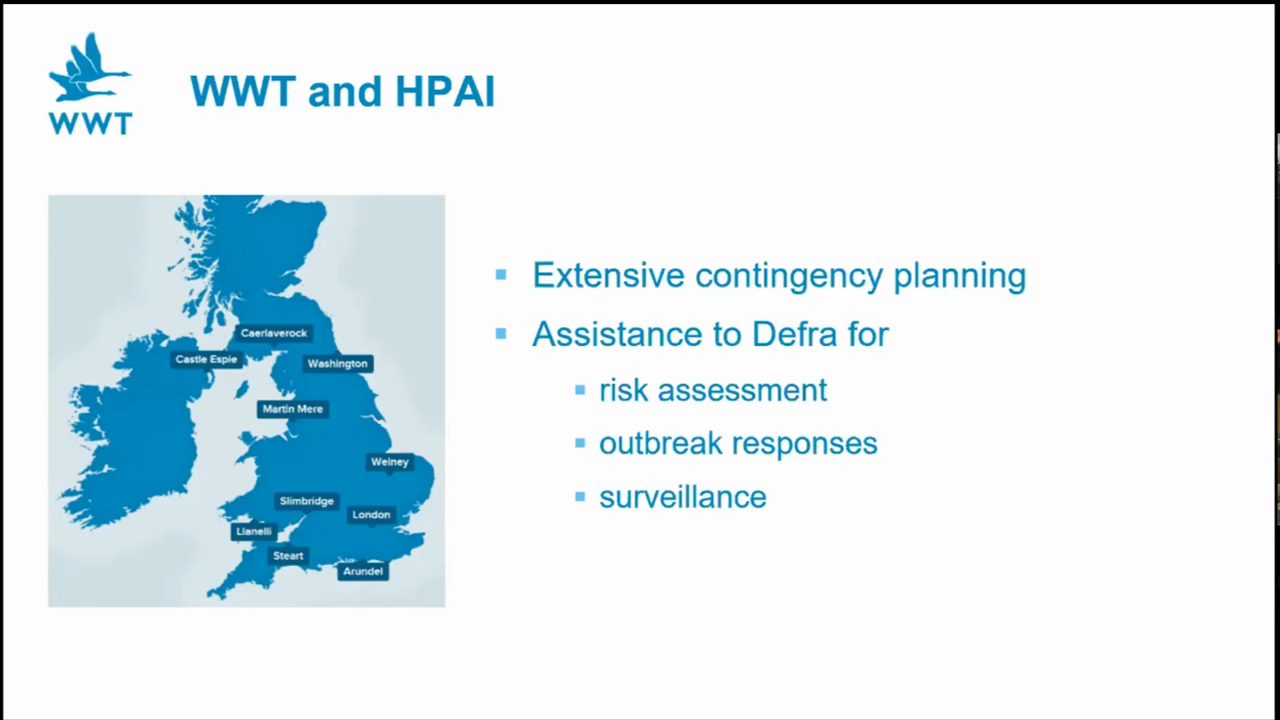 WWT
WWT and HPAI
Caerlaverock
Castle Espie
Washington
Martin Mere
Welney
Slimbridge
London
Llanelli
Steart
Arundel
Extensive contingency planning
Assistance to Defra for
risk assessment
outbreak responses
surveillance